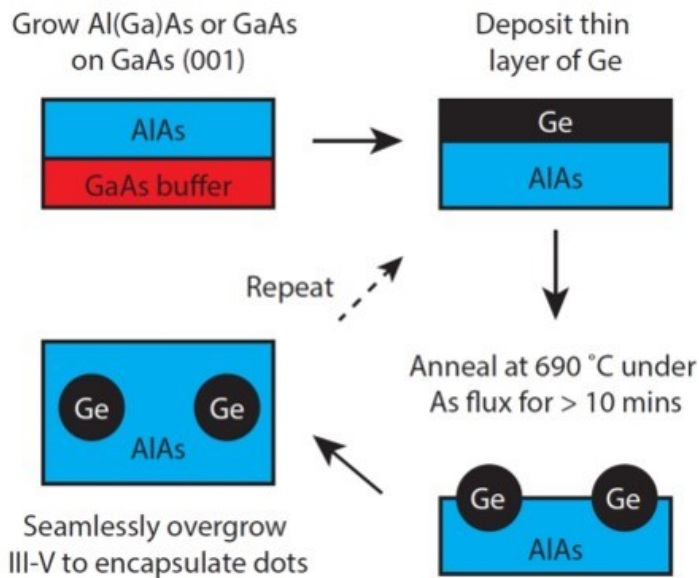 Grow Al(Ga)As or GaAs
on GaAs (001)
AlAs
GaAs buffer
Deposit thin
layer of Ge
Ge
AlAs
Anneal at 690 °C under
As flux for > 10 mins
Ge
Ge
AlAs
Repeat
Ge
Ge
AlAs
Seamlessly overgrow
III-V to encapsulate dots